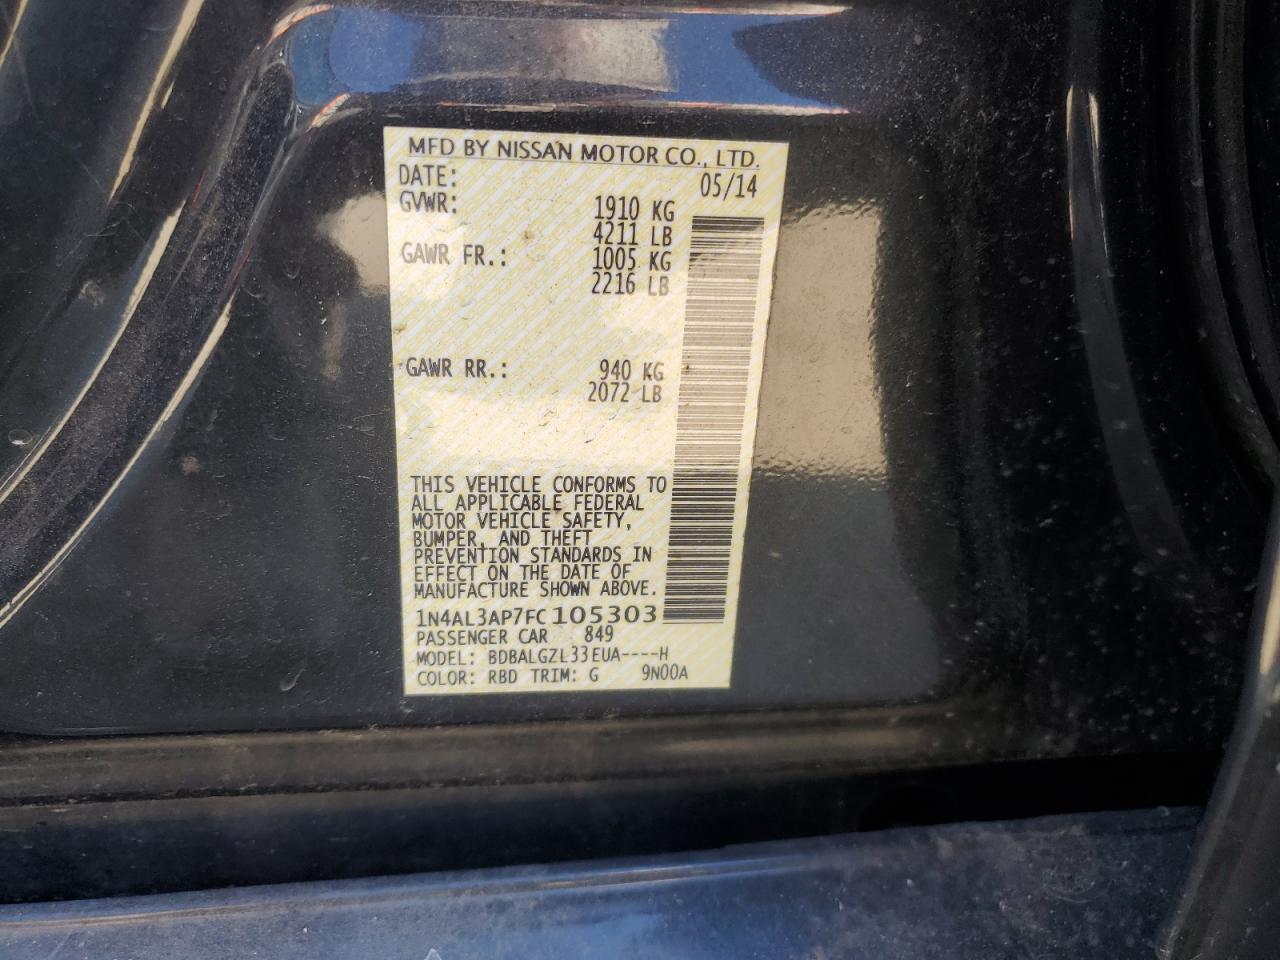 MFD BY NISSAN MOTOR CO., LTD.
DATE: 05/14
GVWR: 1910 KG
4211 LB
GAWR FR.: 1005 KG
2216 LB
GAWR RR.: 940 KG
2072 LB
THIS VEHICLE CONFORMS TO
ALL APPLICABLE FEDERAL
MOTOR VEHICLE SAFETY,
BUMPER, AND THEFT
PREVENTION STANDARDS IN
EFFECT ON THE DATE OF
MANUFACTURE SHOWN ABOVE.
1N4AL3AP7FC105303
PASSENGER CAR 849
MODEL: BDBALGZL33EUA----H
COLOR: RBD TRIM: G 9N00A